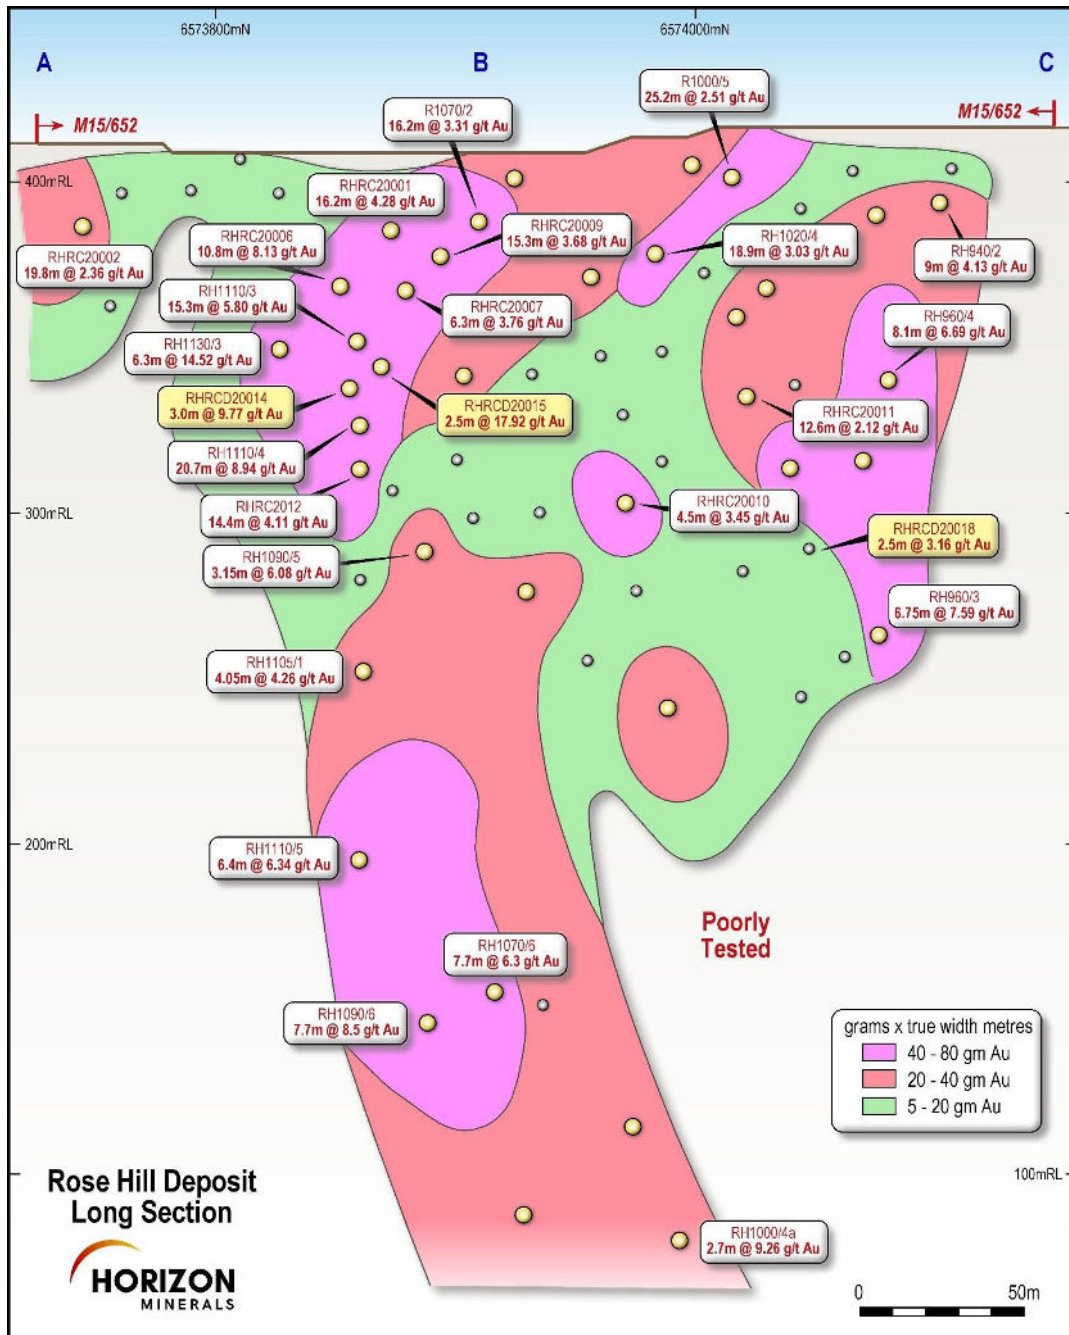 6573800mN
6574000mN
A
B
C
M15/652
M15/652
R1000/5
25.2m @ 2.51 g/t Au
R1070/2
16.2m @ 3.31 g/t Au
400mRL
RHRC20001
16.2m @ 4.28 g/t Au
RHRC20009
15.3m @ 3.68 g/t Au
RHRC20006
10.8m @ 8.13 g/t Au
RH1020/4
18.9m @ 3.03 g/t Au
RH940/2
9m @ 4.13 g/t Au
RHRC20002
19.8m @ 2.36 g/t Au
RH1110/3
15.3m @ 5.80 g/t Au
RHRC20007
6.3m @ 3.76 g/t Au
RH960/4
8.1m @ 6.69 g/t Au
RH1130/3
6.3m @ 14.52 g/t Au
RHRCD20014
3.0m @ 9.77 g/t Au
RHRCD20015
2.5m @ 17.92 g/t Au
RHRC20011
12.6m @ 2.12 g/t Au
RH1110/4
20.7m @ 8.94 g/t Au
RHRC2012
14.4m @ 4.11 g/t Au
RHRC20010
4.5m @ 3.45 g/t Au
300mRL
RHRCD20018
2.5m @ 3.16 g/t Au
RH1090/5
3.15m @ 6.08 g/t Au
RH960/3
6.75m @ 7.59 g/t Au
RH1105/1
4.05m @ 4.26 g/t Au
200mRL
RH1110/5
6.4m @ 6.34 g/t Au
Poorly
Tested
RH1070/6
7.7m @ 6.3 g/t Au
RH1090/6
7.7m @ 8.5 g/t Au
grams x true width metres
40 - 80 gm Au
20 - 40 gm Au
5 - 20 gm Au
100mRL
Rose Hill Deposit
Long Section
HORIZON
MINERALS
RH1000/4a
2.7m @ 9.26 g/t Au
0 50m